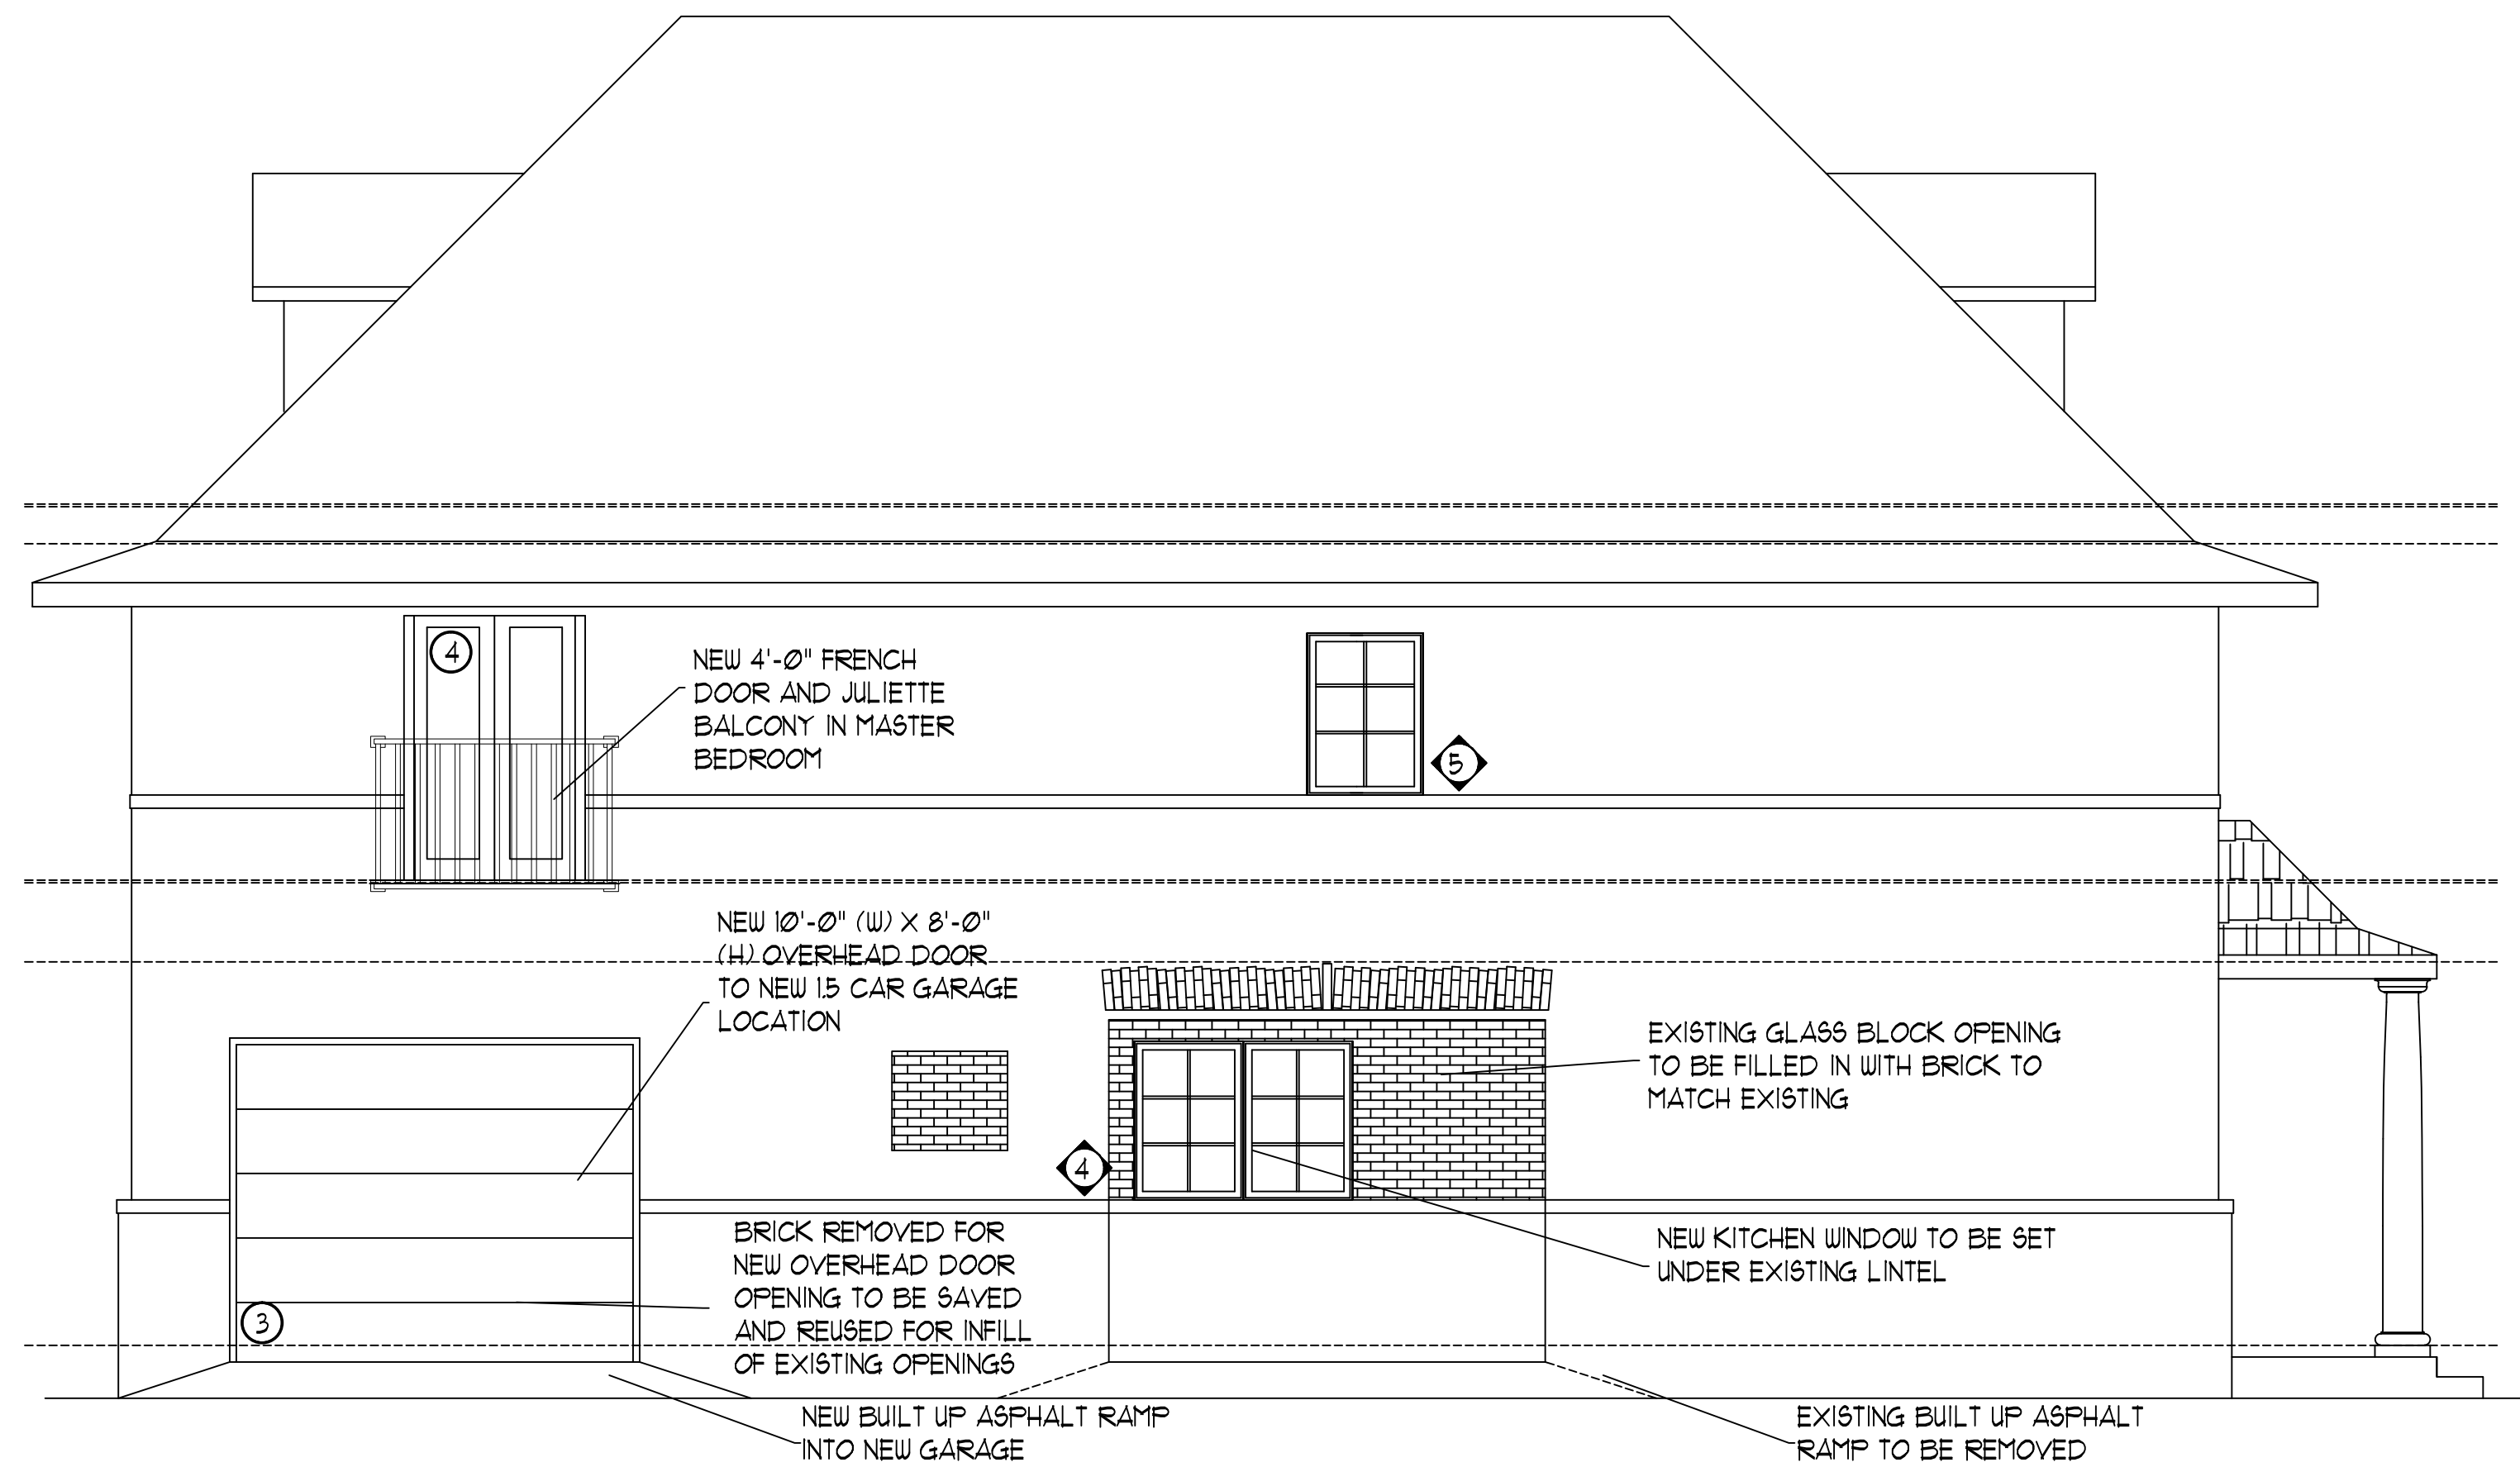 4
NEW 4'-0" FRENCH
DOOR AND JULIETTE
BALCONY IN MASTER
BEDROOM
5
NEW 10'-0" (W) X 8'-0"
(H) OVERHEAD DOOR
TO NEW 1.5 CAR GARAGE
LOCATION
EXISTING GLASS BLOCK OPENING
TO BE FILLED IN WITH BRICK TO
MATCH EXISTING
4
BRICK REMOVED FOR
NEW OVERHEAD DOOR
OPENING TO BE SAVED
AND REUSED FOR INFILL
OF EXISTING OPENINGS
NEW KITCHEN WINDOW TO BE SET
UNDER EXISTING LINTEL
3
NEW BUILT UP ASPHALT RAMP
INTO NEW GARAGE
EXISTING BUILT UP ASPHALT
RAMP TO BE REMOVED